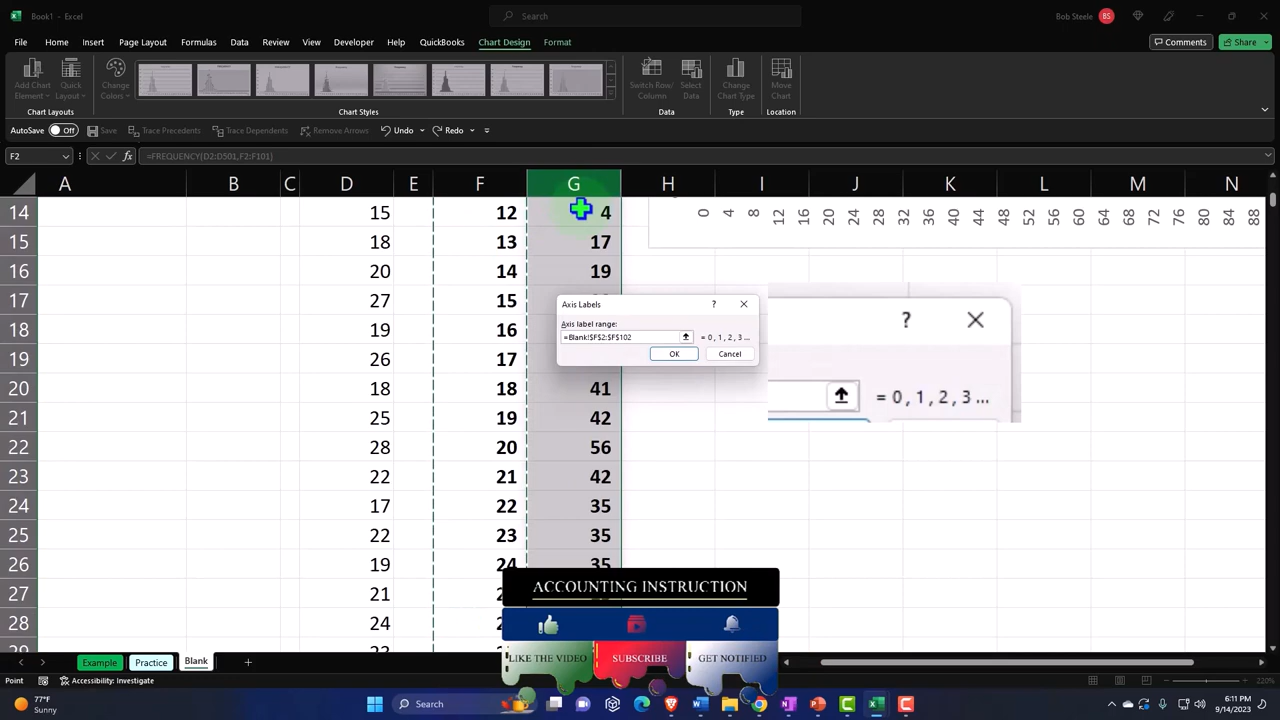 Book1 - Excel
Search
Bob Steele BS
File Home Insert Page Layout Formulas Data Review View Developer Help QuickBooks Chart Design Format
Comments Share
Add Chart Element
Quick Layout
Change Colors
Switch Row/ Column
Select Data
Change Chart Type
Move Chart
Chart Layouts Chart Styles Data Type Location
AutoSave Off Save Trace Precedents Trace Dependents Remove Arrows Undo Redo
F2 fx =FREQUENCY(D2:D501,F2:F101)
A B C D E F G H I J K L M N
14 15 12 4
0 4 8 12 16 20 24 28 32 36 40 44 48 52 56 60 64 68 72 76 80 84 88
15 18 13 17
16 20 14 19
17 27 15
18 19 16
19 26 17
20 18 18 41
21 25 19 42
22 28 20 56
23 22 21 42
24 17 22 35
25 22 23 35
26 19 24 35
27 21
28 24
29 23
Axis Labels ? ×
Axis label range:
=Blank!$F$2:$F$102 = 0 , 1 , 2 , 3 ...
OK Cancel
? ×
= 0 , 1 , 2 , 3 ...
ACCOUNTING INSTRUCTION
LIKE THE VIDEO SUBSCRIBE GET NOTIFIED
Example Practice Blank
Point Accessibility: Investigate 220%
77°F
Sunny
Search
6:11 PM
9/14/2023